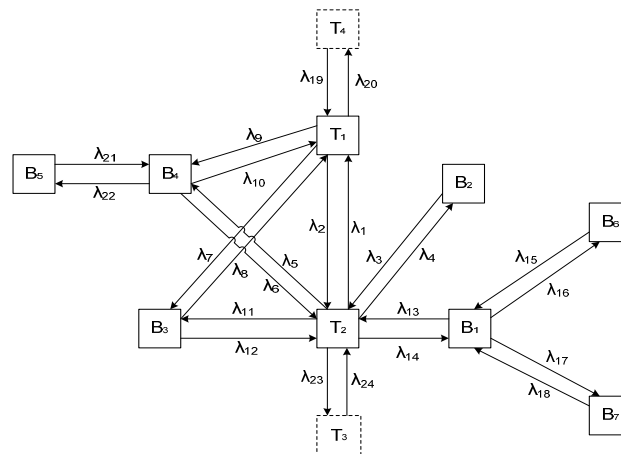 T₄
λ₁₉ λ₂₀
T₁
λ₉
λ₂₁ B₄ λ₁₀
B₅ λ₂₂
B₂
B₆
λ₇ λ₈ λ₂ λ₁ λ₃ λ₄ λ₁₅
λ₅ λ₆ λ₁₆
B₃ λ₁₁ T₂ λ₁₃ B₁
λ₁₂ λ₁₄ λ₁₇
λ₂₃ λ₂₄ λ₁₈ B₇
T₃